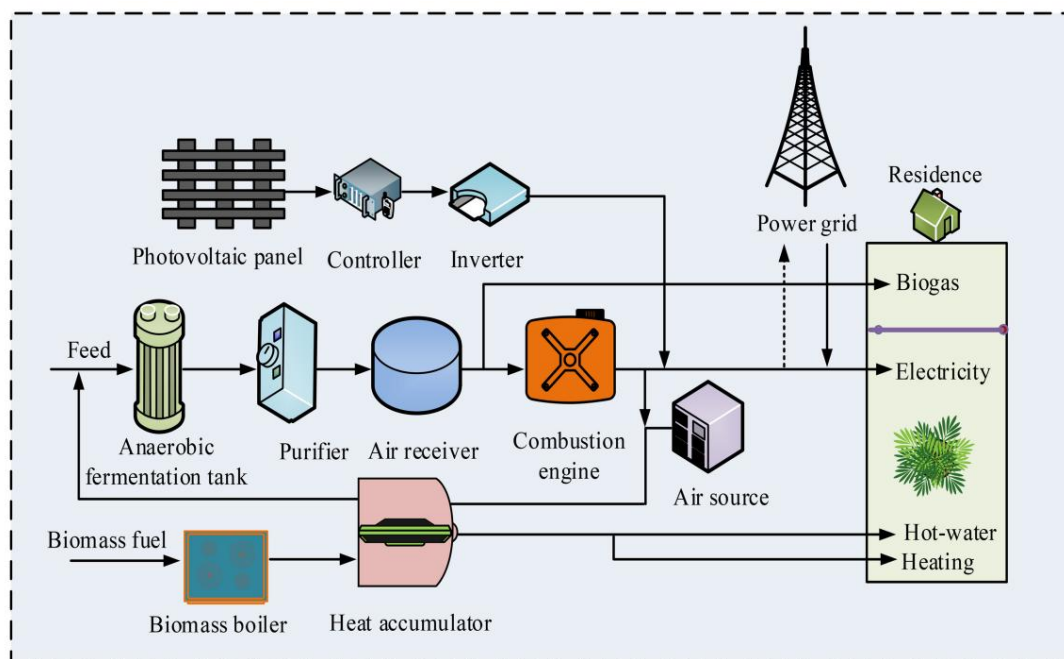 Residence
Power grid
Photovoltaic panel
Controller
Inverter
Biogas
Feed
Electricity
Anaerobic
fermentation tank
Purifier
Air receiver
Combustion
engine
Air source
Biomass fuel
Hot-water
Heating
Biomass boiler
Heat accumulator